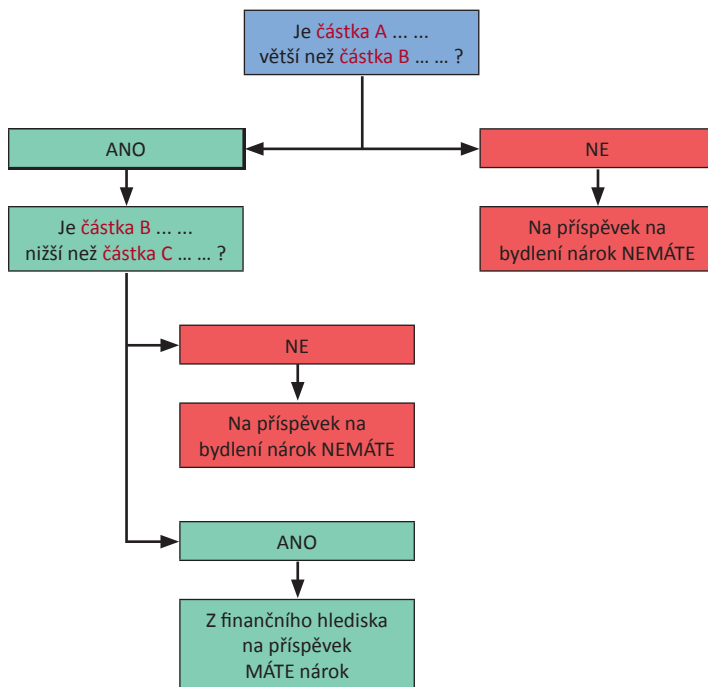 Je částka A ... ...
větší než částka B ... ... ?
ANO
NE
Je částka B ... ...
nižší než částka C ... ... ?
Na příspěvek na
bydlení nárok NEMÁTE
NE
Na příspěvek na
bydlení nárok NEMÁTE
ANO
Z finančního hlediska
na příspěvek
MÁTE nárok